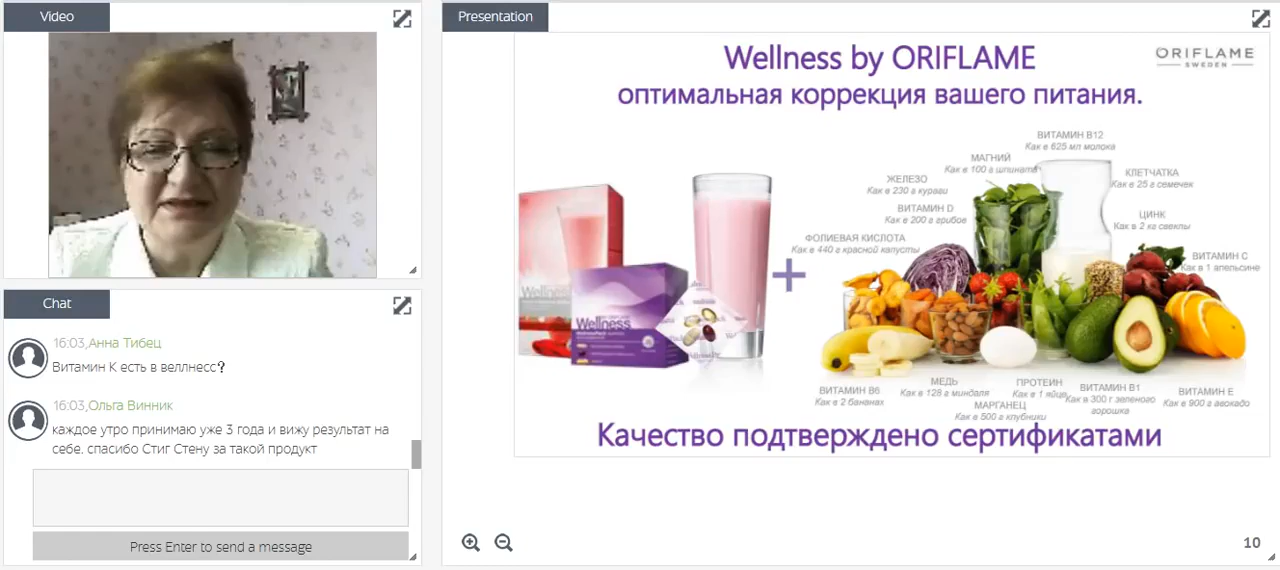 Video
Presentation
Wellness by ORIFLAME
ORIFLAME
SWEDEN
оптимальная коррекция вашего питания.
ВИТАМИН B12
Как в 625 мл молока
МАГНИЙ
Как в 100 г шпината
КЛЕТЧАТКА
Как в 25 г семечек
ЖЕЛЕЗО
Как в 230 г кураги
ВИТАМИН D
Как в 200 г грибов
ЦИНК
Как в 2 кг свеклы
ФОЛИЕВАЯ КИСЛОТА
Как в 440 г красной капусты
ВИТАМИН C
Как в 1 апельсине
Wellness
Wellness
+
ВИТАМИН B6
Как в 2 бананах
МЕДЬ
Как в 128 г миндаля
МАРГАНЕЦ
Как в 500 г клубники
ПРОТЕИН
Как в 1 яйце
ВИТАМИН B1
Как в 300 г зеленого
горошка
ВИТАМИН E
Как в 900 г авокадо
Качество подтверждено сертификатами
10
Chat
16:03,Анна Тибец
Витамин К есть в веллнесс?
16:03,Ольга Винник
каждое утро принимаю уже 3 года и вижу результат на
себе. спасибо Стиг Стену за такой продукт
Press Enter to send a message